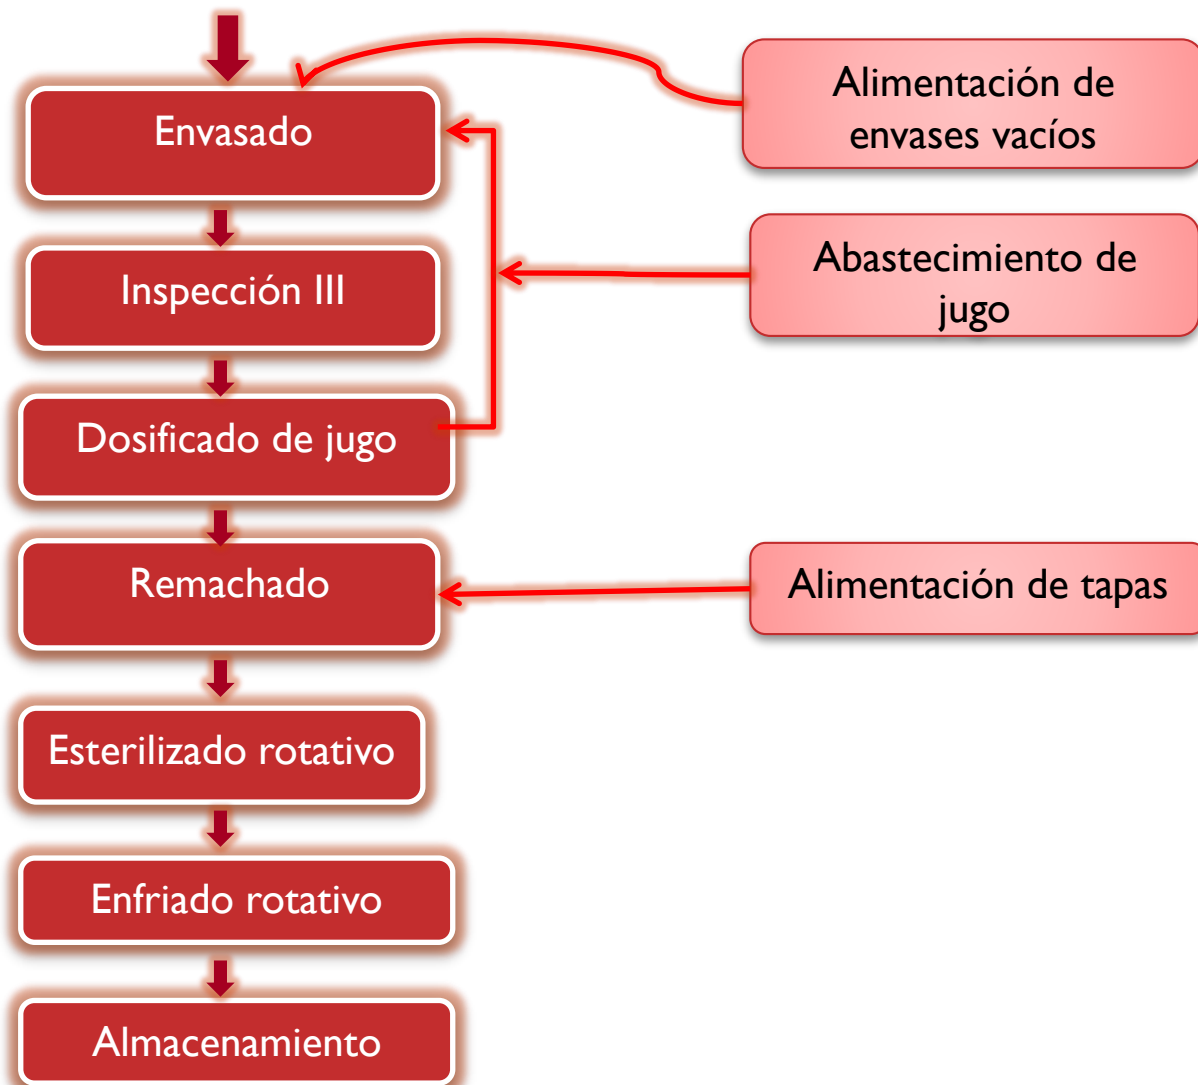 Envasado
Alimentación de
envases vacíos
Inspección III
Abastecimiento de
jugo
Dosificado de jugo
Remachado
Alimentación de tapas
Esterilizado rotativo
Enfriado rotativo
Almacenamiento